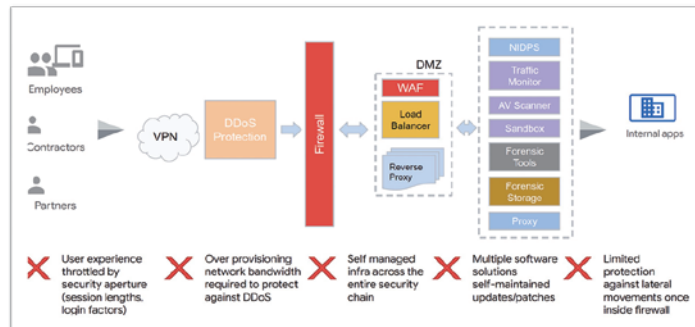 Employees
Contractors
Partners
VPN
DDoS
Protection
Firewall
DMZ
WAF
Load
Balancer
Reverse
Proxy
NIDPS
Traffic
Monitor
AV Scanner
Sandbox
Forensic
Tools
Forensic
Storage
Proxy
Internal apps
User experience
throttled by
security aperture
(session lengths,
login factors)
Over provisioning
network bandwidth
required to protect
against DDoS
Self managed
infra across the
entire security
chain
Multiple software
solutions
self-maintained
updates/patches
Limited
protection
against lateral
movements once
inside firewall